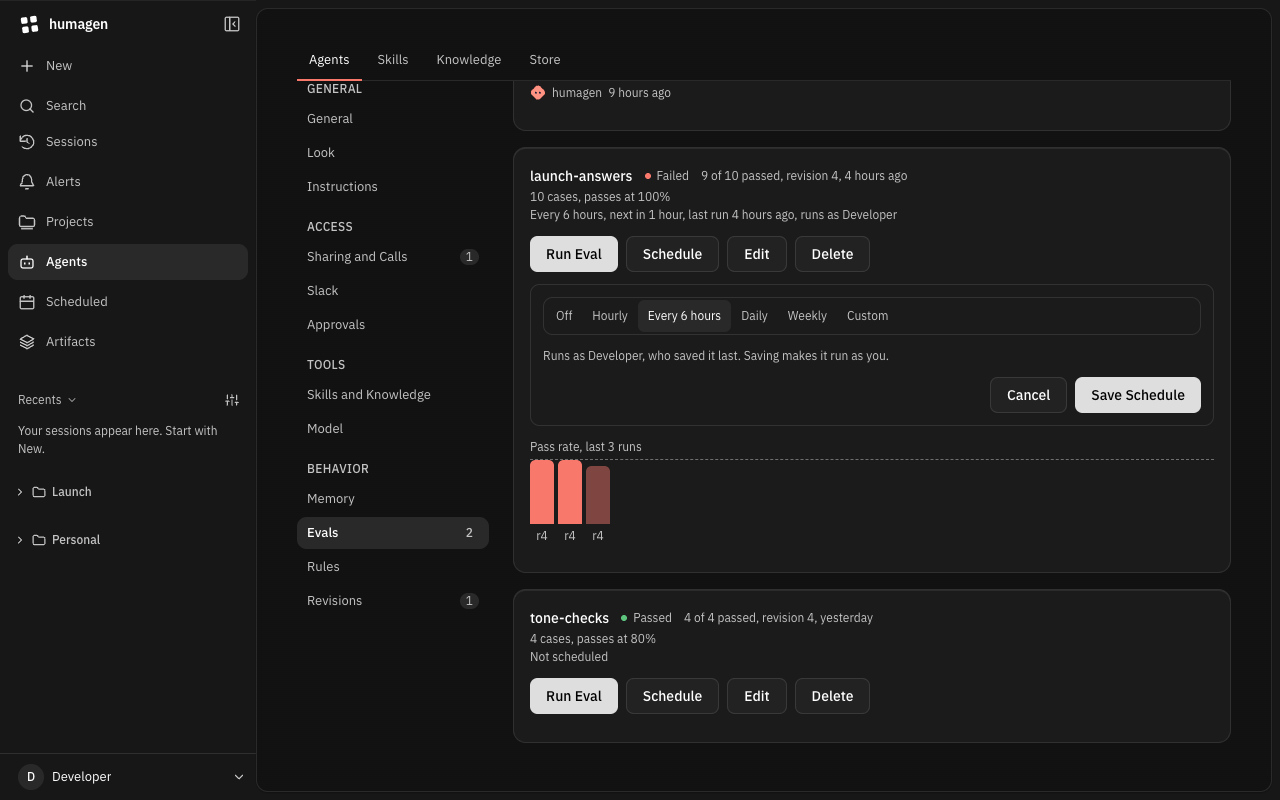 humagen
New
Search
Sessions
Alerts
Projects
Agents
Scheduled
Artifacts
Recents
Your sessions appear here. Start with
New.
Launch
Personal
D Developer
Agents Skills Knowledge Store
GENERAL
General
Look
Instructions
ACCESS
Sharing and Calls 1
Slack
Approvals
TOOLS
Skills and Knowledge
Model
BEHAVIOR
Memory
Evals 2
Rules
Revisions 1
humagen 9 hours ago
launch-answers Failed 9 of 10 passed, revision 4, 4 hours ago
10 cases, passes at 100%
Every 6 hours, next in 1 hour, last run 4 hours ago, runs as Developer
Run Eval Schedule Edit Delete
Off Hourly Every 6 hours Daily Weekly Custom
Runs as Developer, who saved it last. Saving makes it run as you.
Cancel Save Schedule
Pass rate, last 3 runs
r4 r4 r4
tone-checks Passed 4 of 4 passed, revision 4, yesterday
4 cases, passes at 80%
Not scheduled
Run Eval Schedule Edit Delete